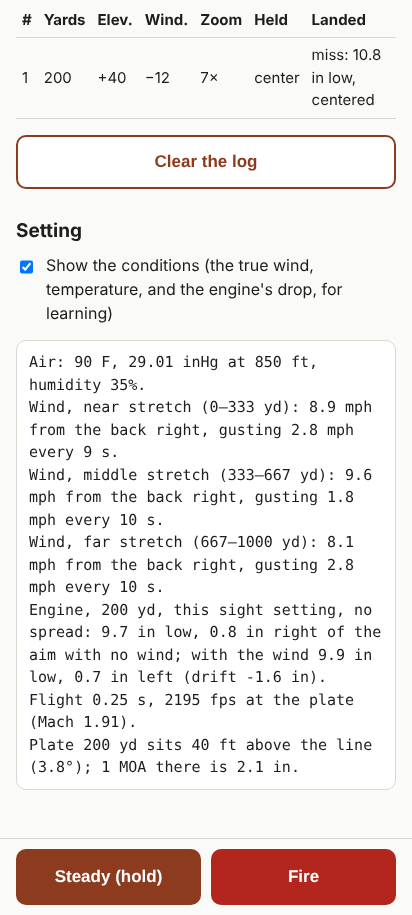 # Yards Elev. Wind. Zoom Held Landed
1 200 +40 −12 7× center miss: 10.8 in low, centered
Clear the log
Setting
Show the conditions (the true wind,
temperature, and the engine's drop, for
learning)
Air: 90 F, 29.01 inHg at 850 ft,
humidity 35%.
Wind, near stretch (0–333 yd): 8.9 mph
from the back right, gusting 2.8 mph
every 9 s.
Wind, middle stretch (333–667 yd): 9.6
mph from the back right, gusting 1.8
mph every 10 s.
Wind, far stretch (667–1000 yd): 8.1
mph from the back right, gusting 2.8
mph every 10 s.
Engine, 200 yd, this sight setting, no
spread: 9.7 in low, 0.8 in right of the
aim with no wind; with the wind 9.9 in
low, 0.7 in left (drift -1.6 in).
Flight 0.25 s, 2195 fps at the plate
(Mach 1.91).
Plate 200 yd sits 40 ft above the line
(3.8°); 1 MOA there is 2.1 in.
Steady (hold)
Fire